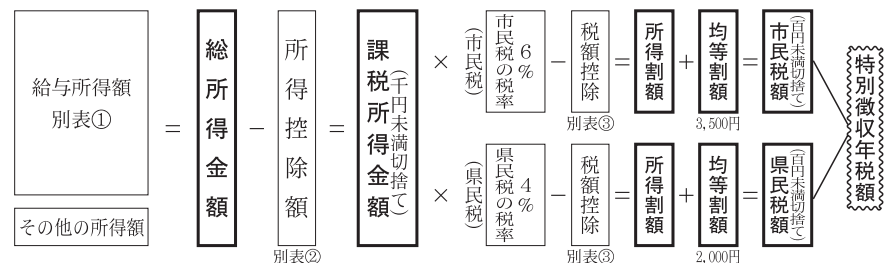 給与所得額
別表①
その他の所得額
=
総所得金額
−
所得控除額
別表②
=
課税所得金額
(千円未満切捨て)
×
(市民税)
市民税の税率
6%
−
税額控除
別表③
=
所得割額
+
均等割額
3,500円
=
市民税額
(百円未満切捨て)
×
(県民税)
県民税の税率
4%
−
税額控除
別表③
=
所得割額
+
均等割額
2,000円
=
県民税額
(百円未満切捨て)
特別徴収年税額